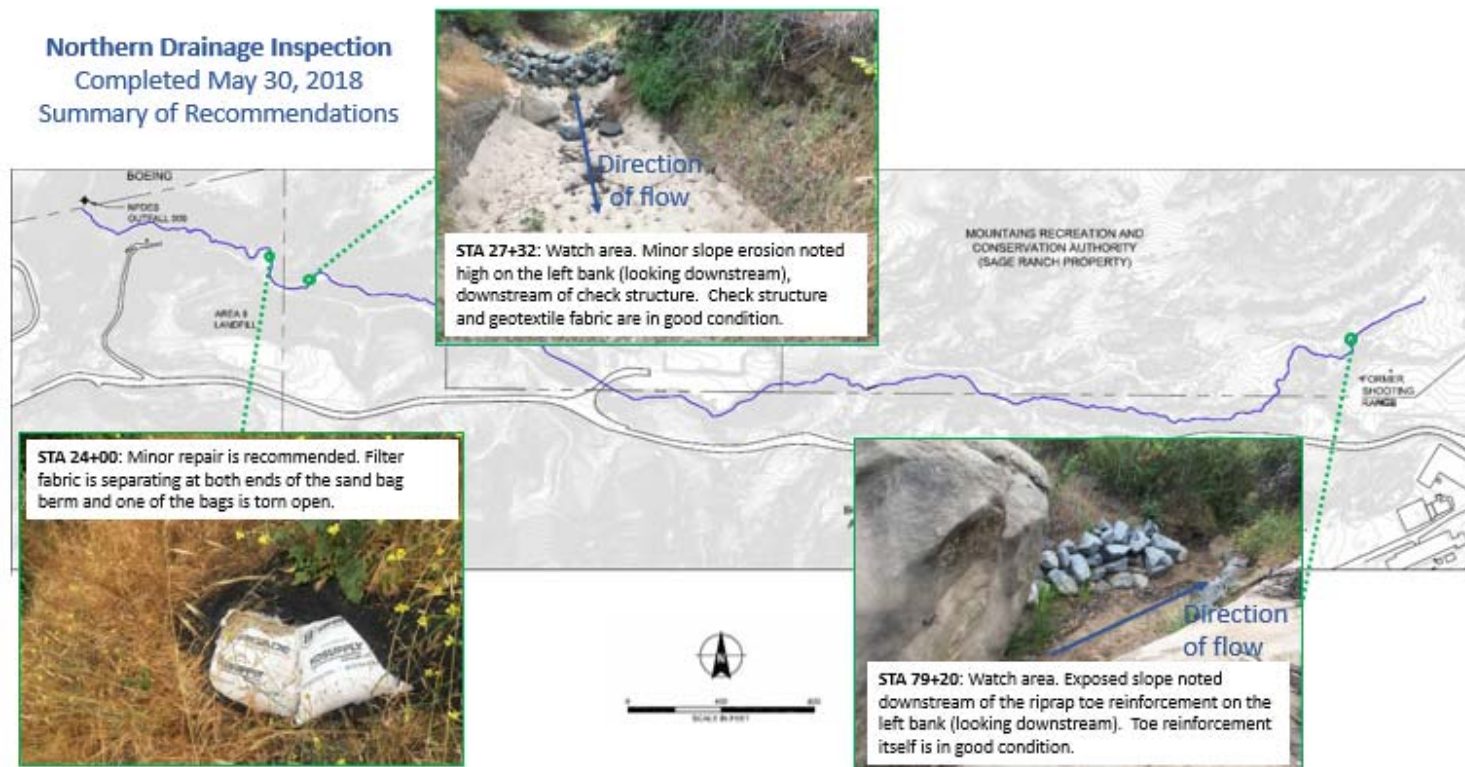 Northern Drainage Inspection
Completed May 30, 2018
Summary of Recommendations
Direction
of flow
STA 27+32: Watch area. Minor slope erosion noted
high on the left bank (looking downstream),
downstream of check structure. Check structure
and geotextile fabric are in good condition.
BOEING
NPDES
OUTFALL 009
MOUNTAINS RECREATION AND
CONSERVATION AUTHORITY
(SAGE RANCH PROPERTY)
AREA II
LANDFILL
FORMER
SHOOTING
RANGE
STA 24+00: Minor repair is recommended. Filter
fabric is separating at both ends of the sand bag
berm and one of the bags is torn open.
Direction
of flow
STA 79+20: Watch area. Exposed slope noted
downstream of the riprap toe reinforcement on the
left bank (looking downstream). Toe reinforcement
itself is in good condition.
N
0 400 800
SCALE IN FEET